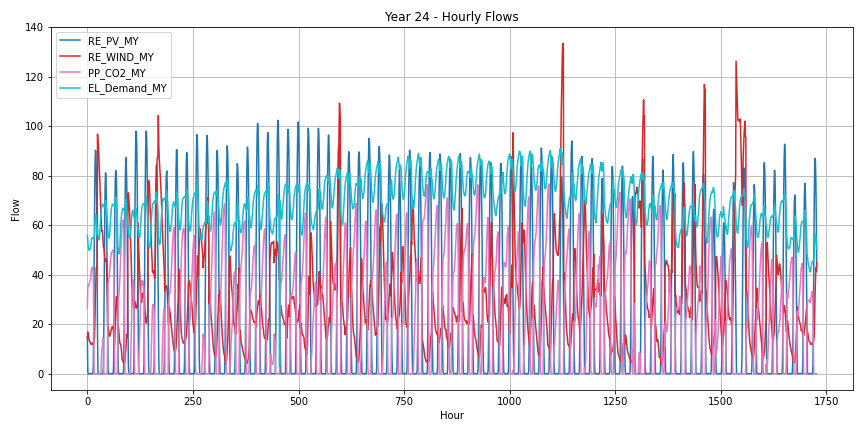 Year 24 - Hourly Flows
140
120
100
80
60
40
20
0
Flow
RE_PV_MY
RE_WIND_MY
PP_CO2_MY
EL_Demand_MY
0
250
500
750
1000
1250
1500
1750
Hour